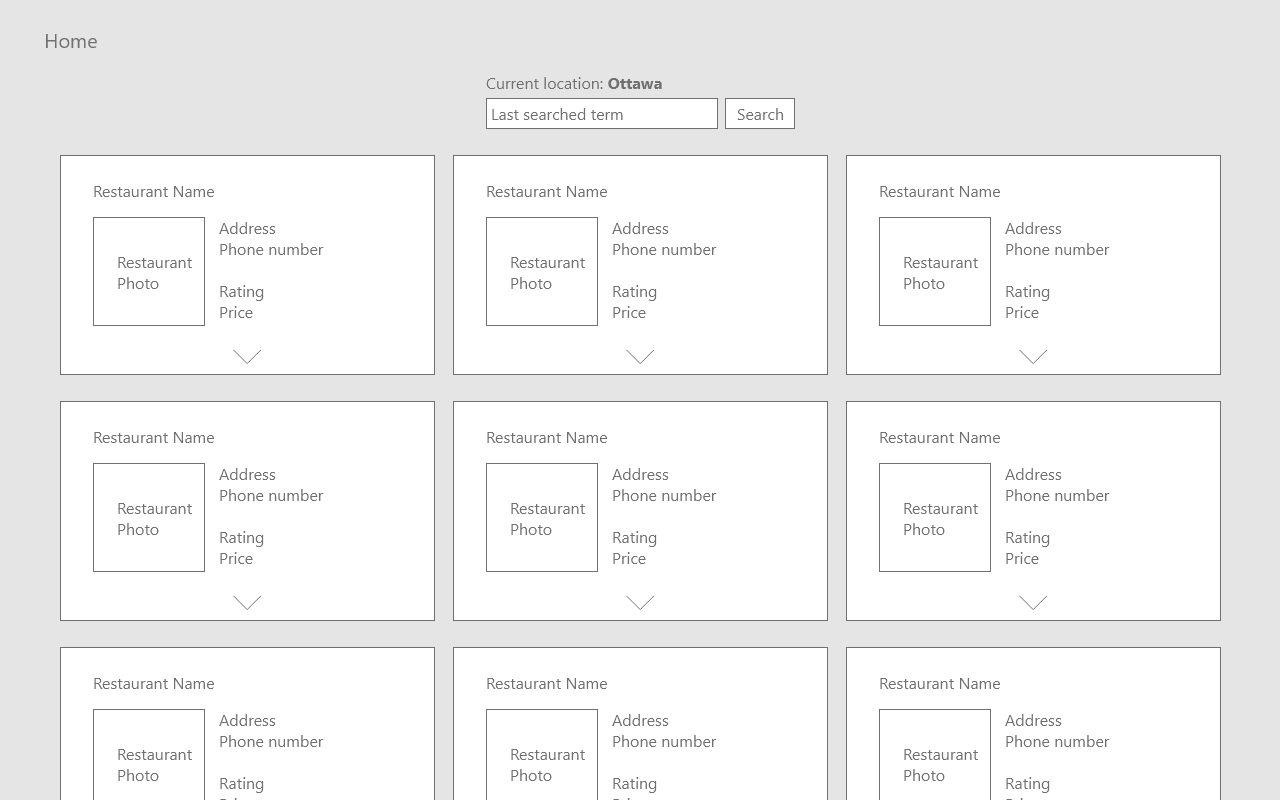 Home
Current location: Ottawa
Last searched term
Search
Restaurant Name
Restaurant
Photo
Address
Phone number
Rating
Price
Restaurant Name
Restaurant
Photo
Address
Phone number
Rating
Price
Restaurant Name
Restaurant
Photo
Address
Phone number
Rating
Price
Restaurant Name
Restaurant
Photo
Address
Phone number
Rating
Price
Restaurant Name
Restaurant
Photo
Address
Phone number
Rating
Price
Restaurant Name
Restaurant
Photo
Address
Phone number
Rating
Price
Restaurant Name
Restaurant
Photo
Address
Phone number
Rating
Restaurant Name
Restaurant
Photo
Address
Phone number
Rating
Restaurant Name
Restaurant
Photo
Address
Phone number
Rating